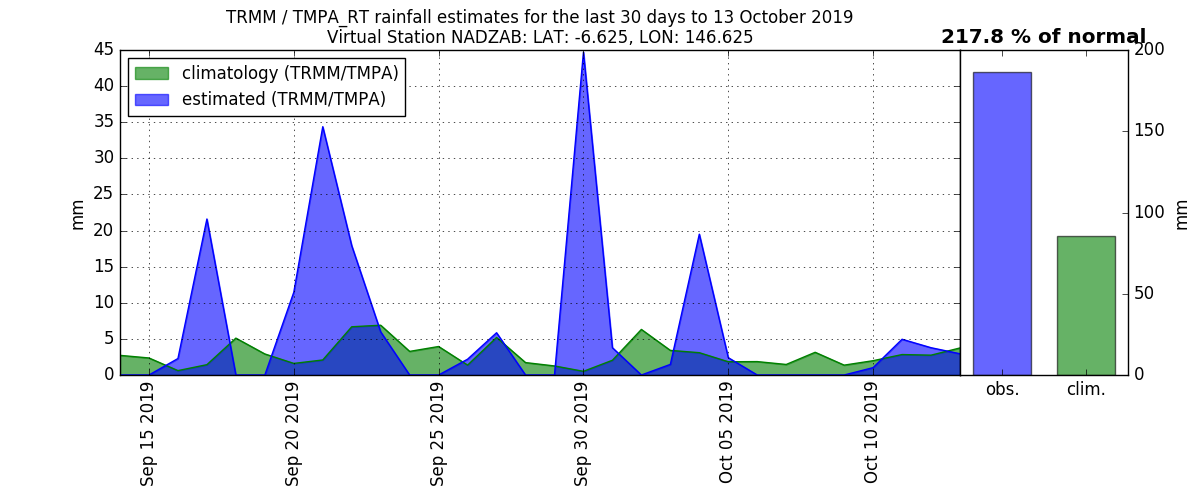 TRMM / TMPA_RT rainfall estimates for the last 30 days to 13 October 2019
Virtual Station NADZAB: LAT: -6.625, LON: 146.625
217.8 % of normal
climatology (TRMM/TMPA)
estimated (TRMM/TMPA)
45
40
35
30
25
20
15
10
5
0
mm
Sep 15 2019
Sep 20 2019
Sep 25 2019
Sep 30 2019
Oct 05 2019
Oct 10 2019
200
150
100
50
0
mm
obs.
clim.